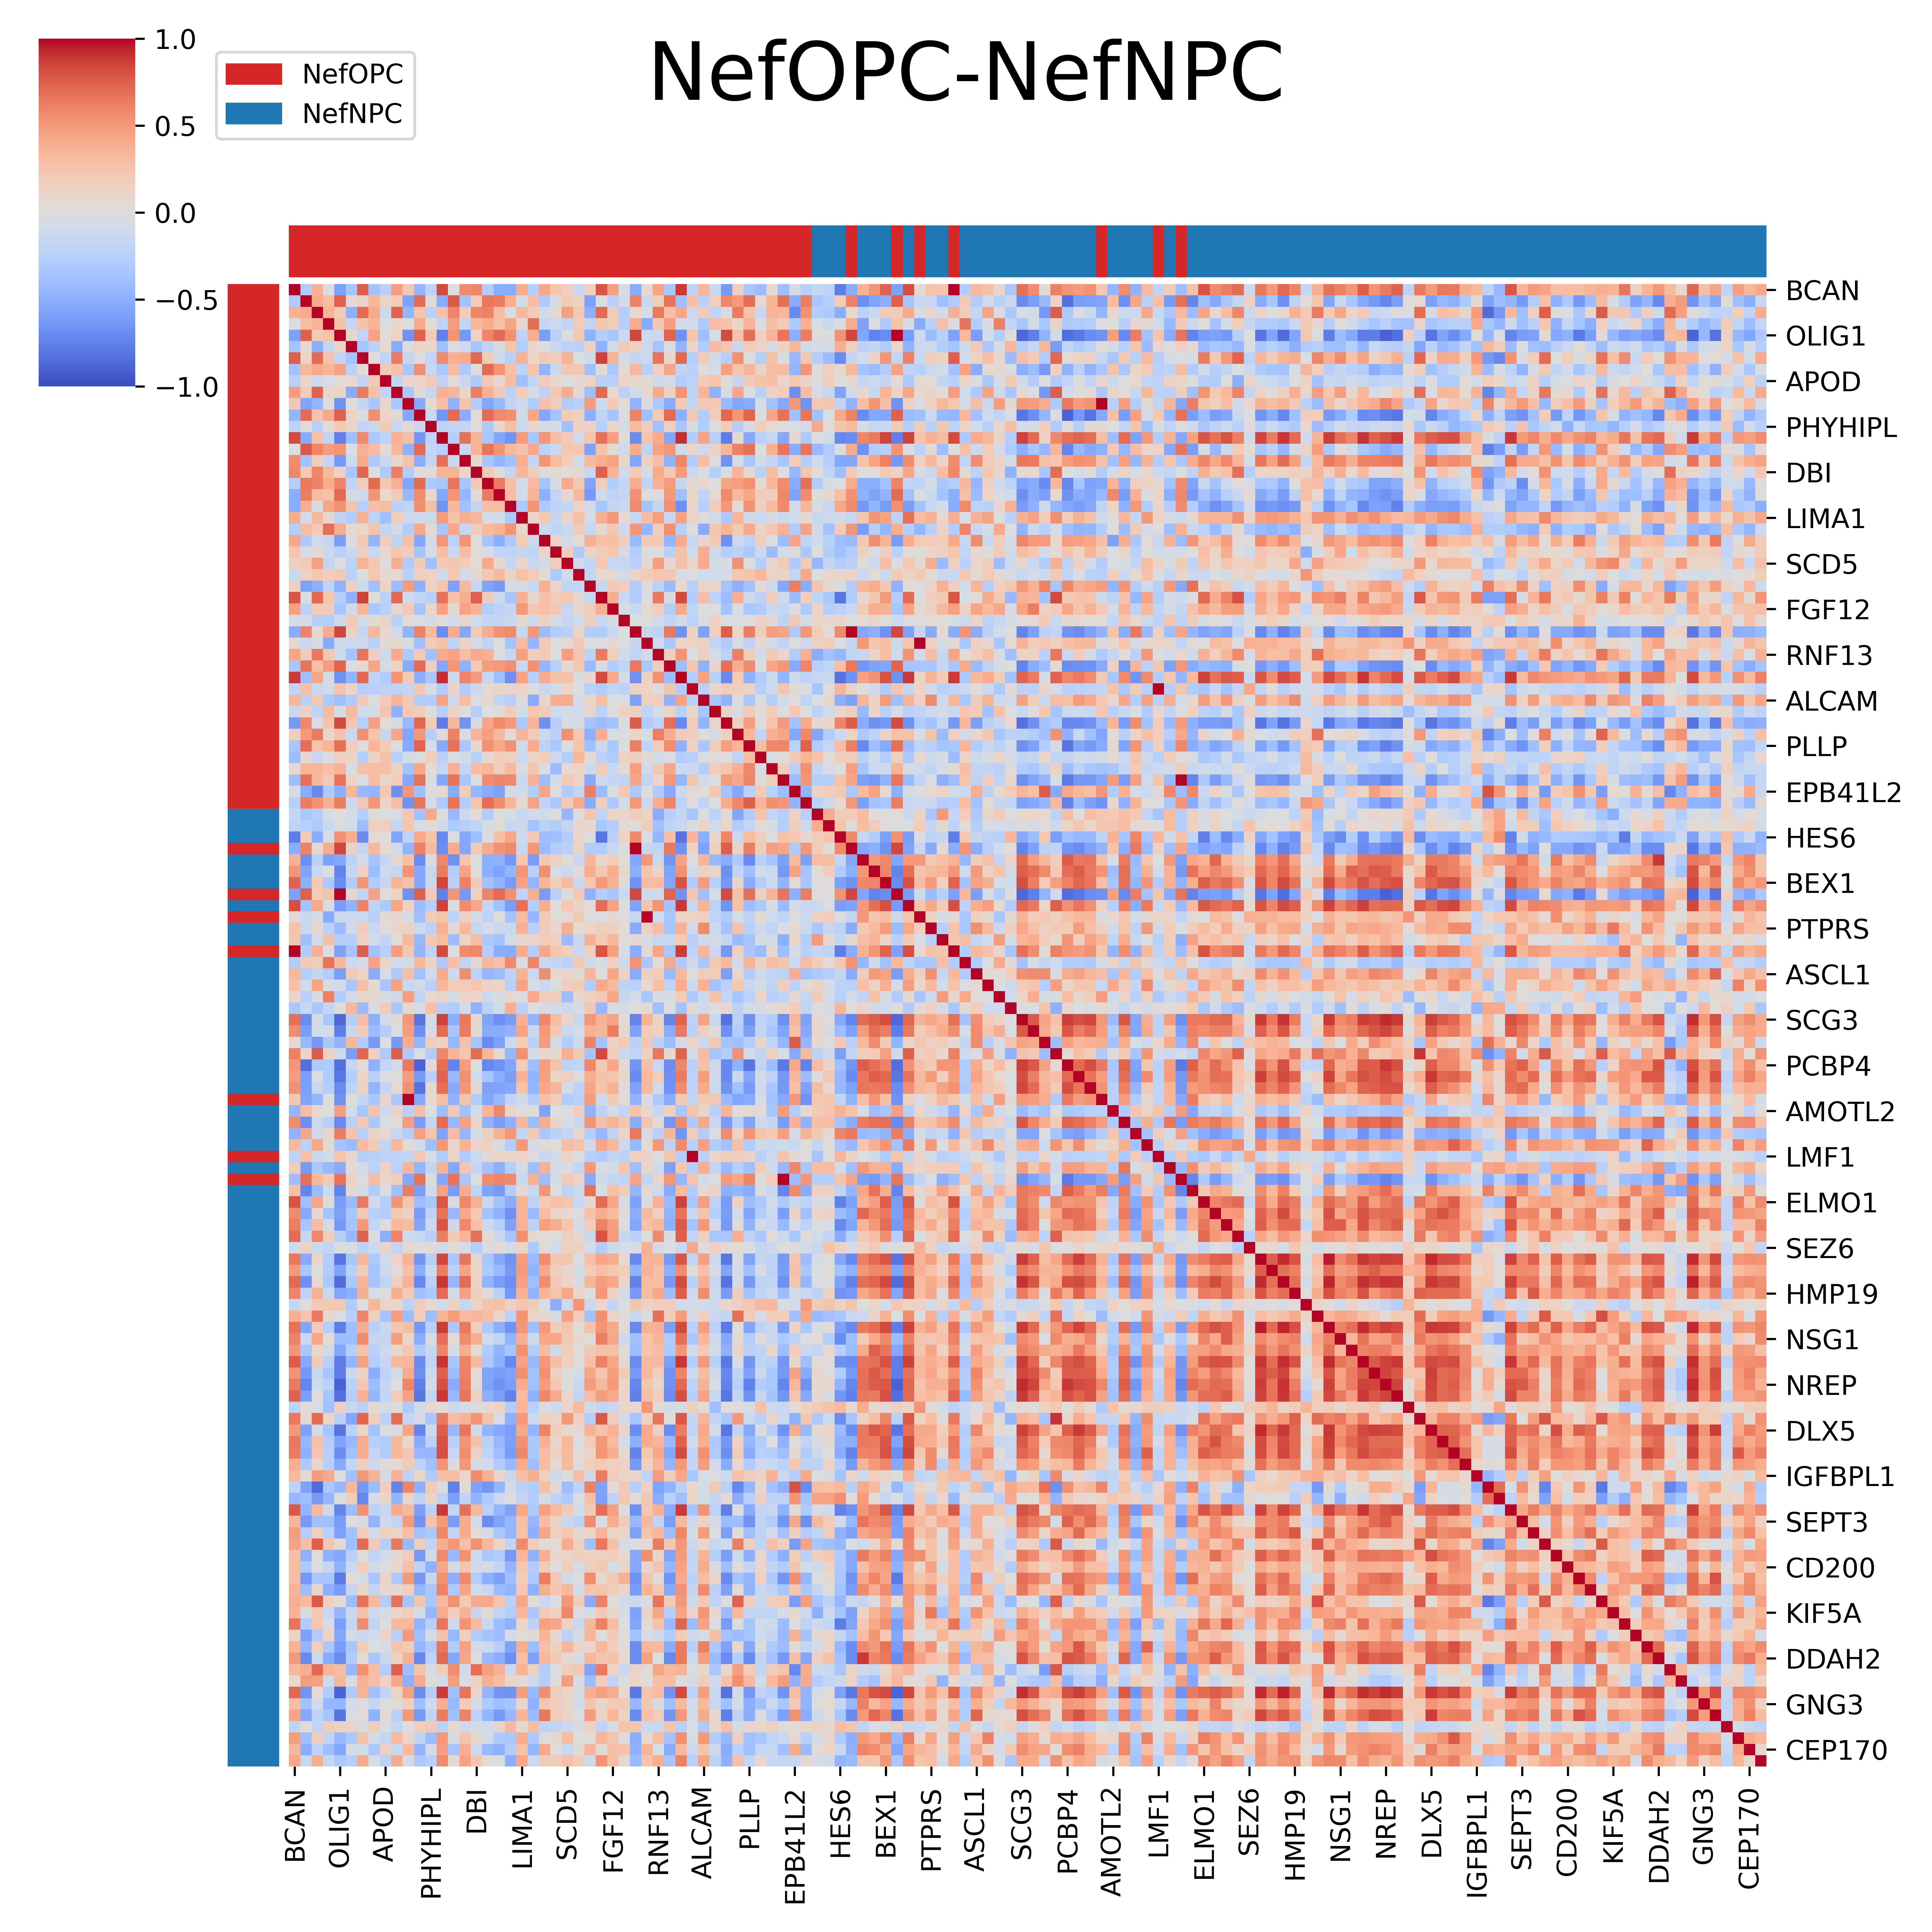 NefOPC-NefNPC
1.0
0.5
0.0
−0.5
−1.0
NefOPC
NefNPC
BCAN
OLIG1
APOD
PHYHIPL
DBI
LIMA1
SCD5
FGF12
RNF13
ALCAM
PLLP
EPB41L2
HES6
BEX1
PTPRS
ASCL1
SCG3
PCBP4
AMOTL2
LMF1
ELMO1
SEZ6
HMP19
NSG1
NREP
DLX5
IGFBPL1
SEPT3
CD200
KIF5A
DDAH2
GNG3
CEP170
BCAN
OLIG1
APOD
PHYHIPL
DBI
LIMA1
SCD5
FGF12
RNF13
ALCAM
PLLP
EPB41L2
HES6
BEX1
PTPRS
ASCL1
SCG3
PCBP4
AMOTL2
LMF1
ELMO1
SEZ6
HMP19
NSG1
NREP
DLX5
IGFBPL1
SEPT3
CD200
KIF5A
DDAH2
GNG3
CEP170